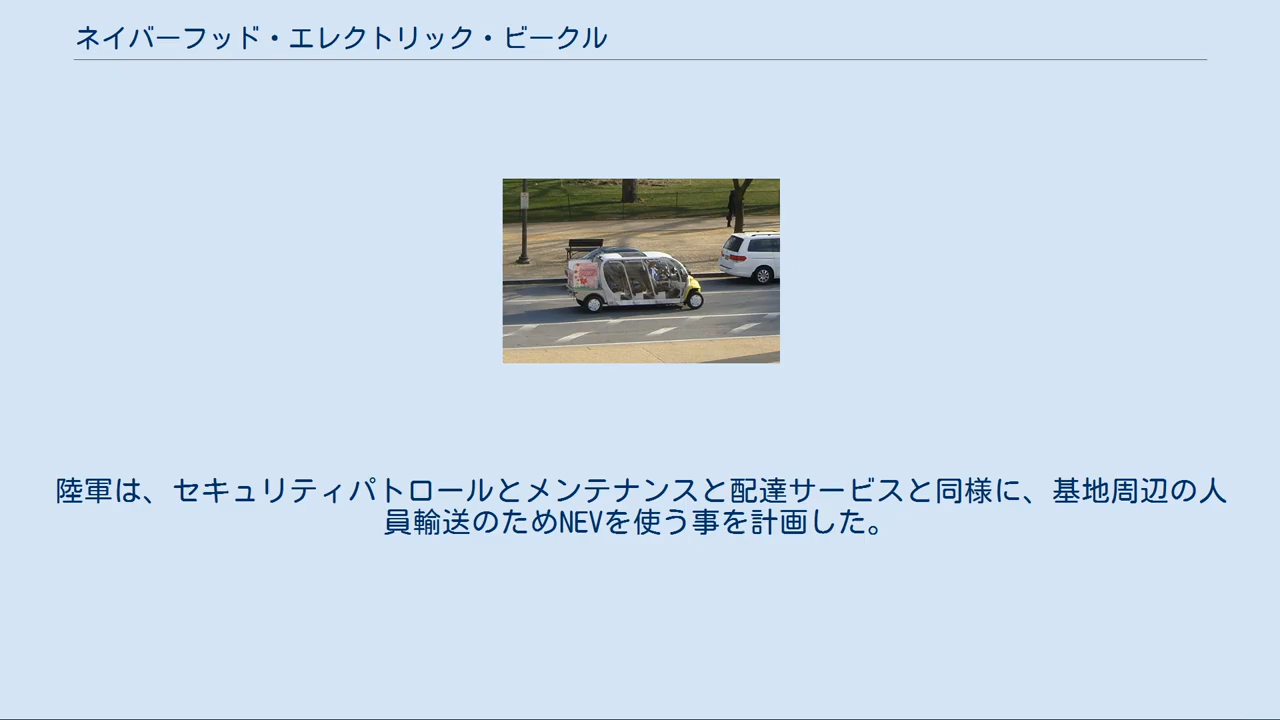 ネイバーフッド・エレクトリック・ビークル
陸軍は、セキュリティパトロールとメンテナンスと配達サービスと同様に、基地周辺の人
員輸送のためNEVを使う事を計画した。